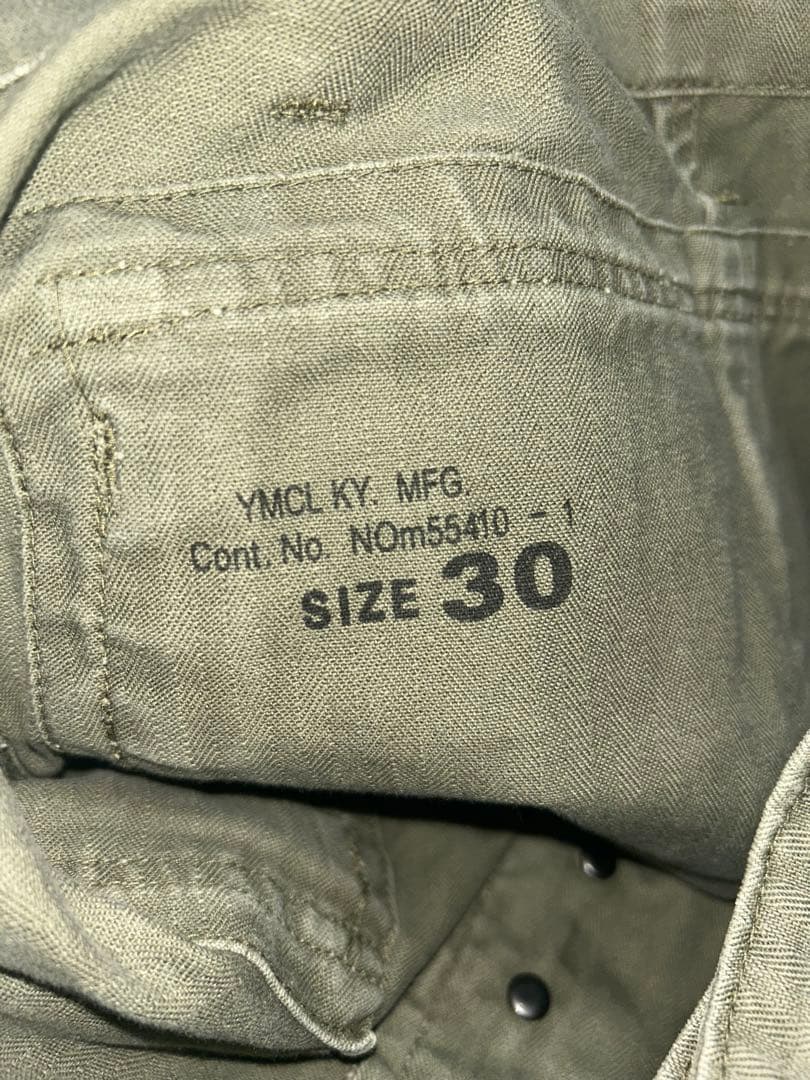 YMCL KY. MFG.
Cont. No. NOm55410 - 1
SIZE 30